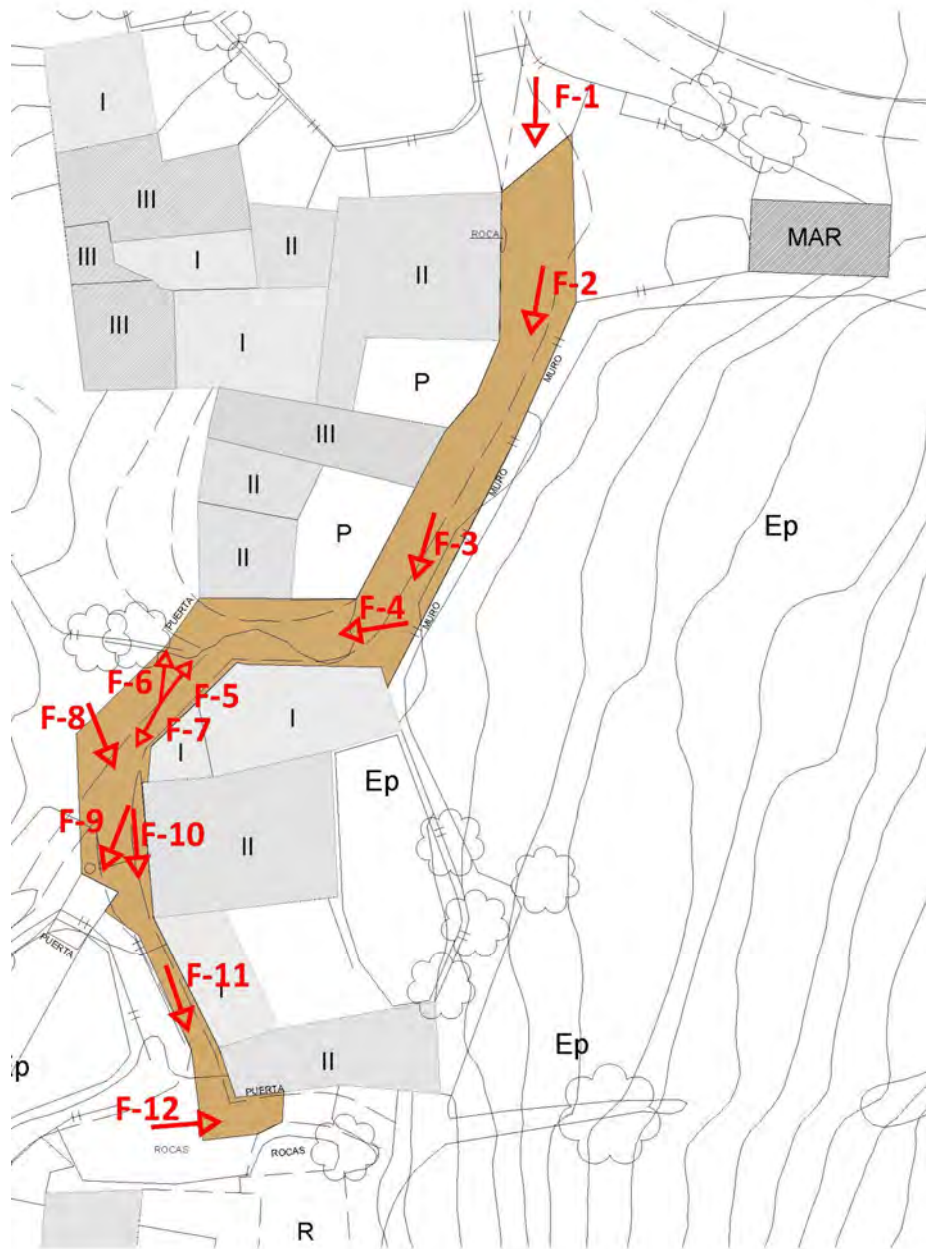 F-1
I
III
ROCA
MAR
II
III
I
II
F-2
III
I
P
MURO
III
II
MURO
Ep
P
F-3
II
F-4
PUERTA
MURO
F-6
F-5
F-8
I
F-7
I
Ep
F-9
F-10
II
PUERTA
F-11
I
Ep
II
Ep
PUERTA
F-12
ROCAS
ROCAS
R